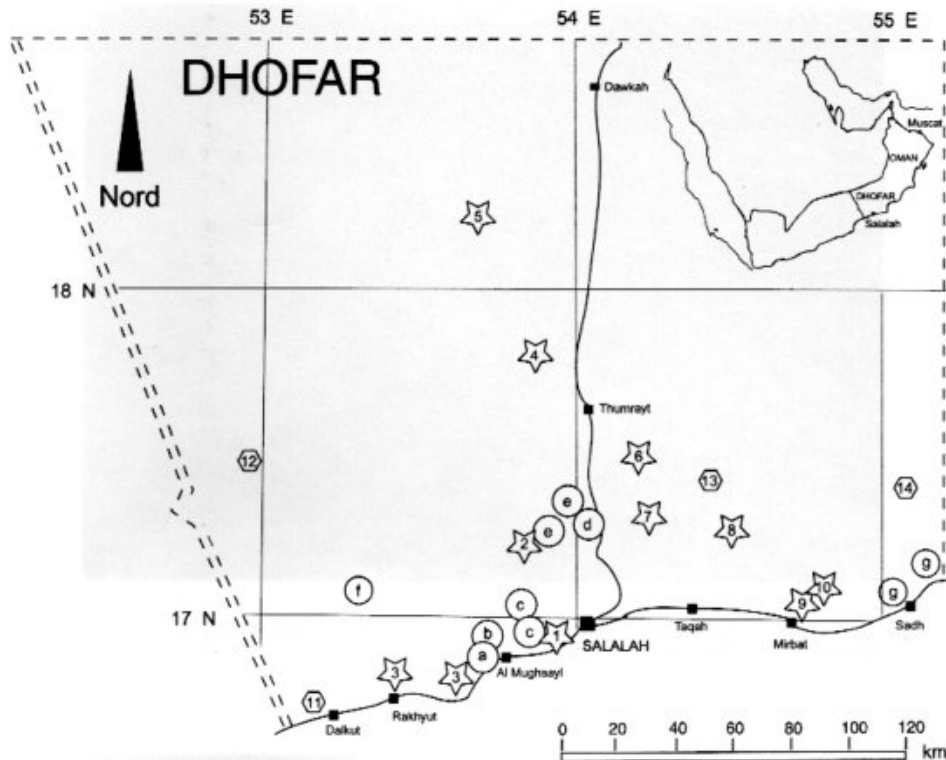 53 E 54 E 55 E
DHOFAR
Nord
Dawkah
Muscat
OMAN
DHOFAR
Salalah
5
18 N
4
Thumrayt
6
12
13
14
e
7
d
e
2
8
g
f
10
g
c
9
17 N
c
1
b
SALALAH
Taqah
Mirbat
Sadh
a
Al Mughsayl
3
3
11
Rakhyut
Dalkut
0 20 40 60 80 100 120
km